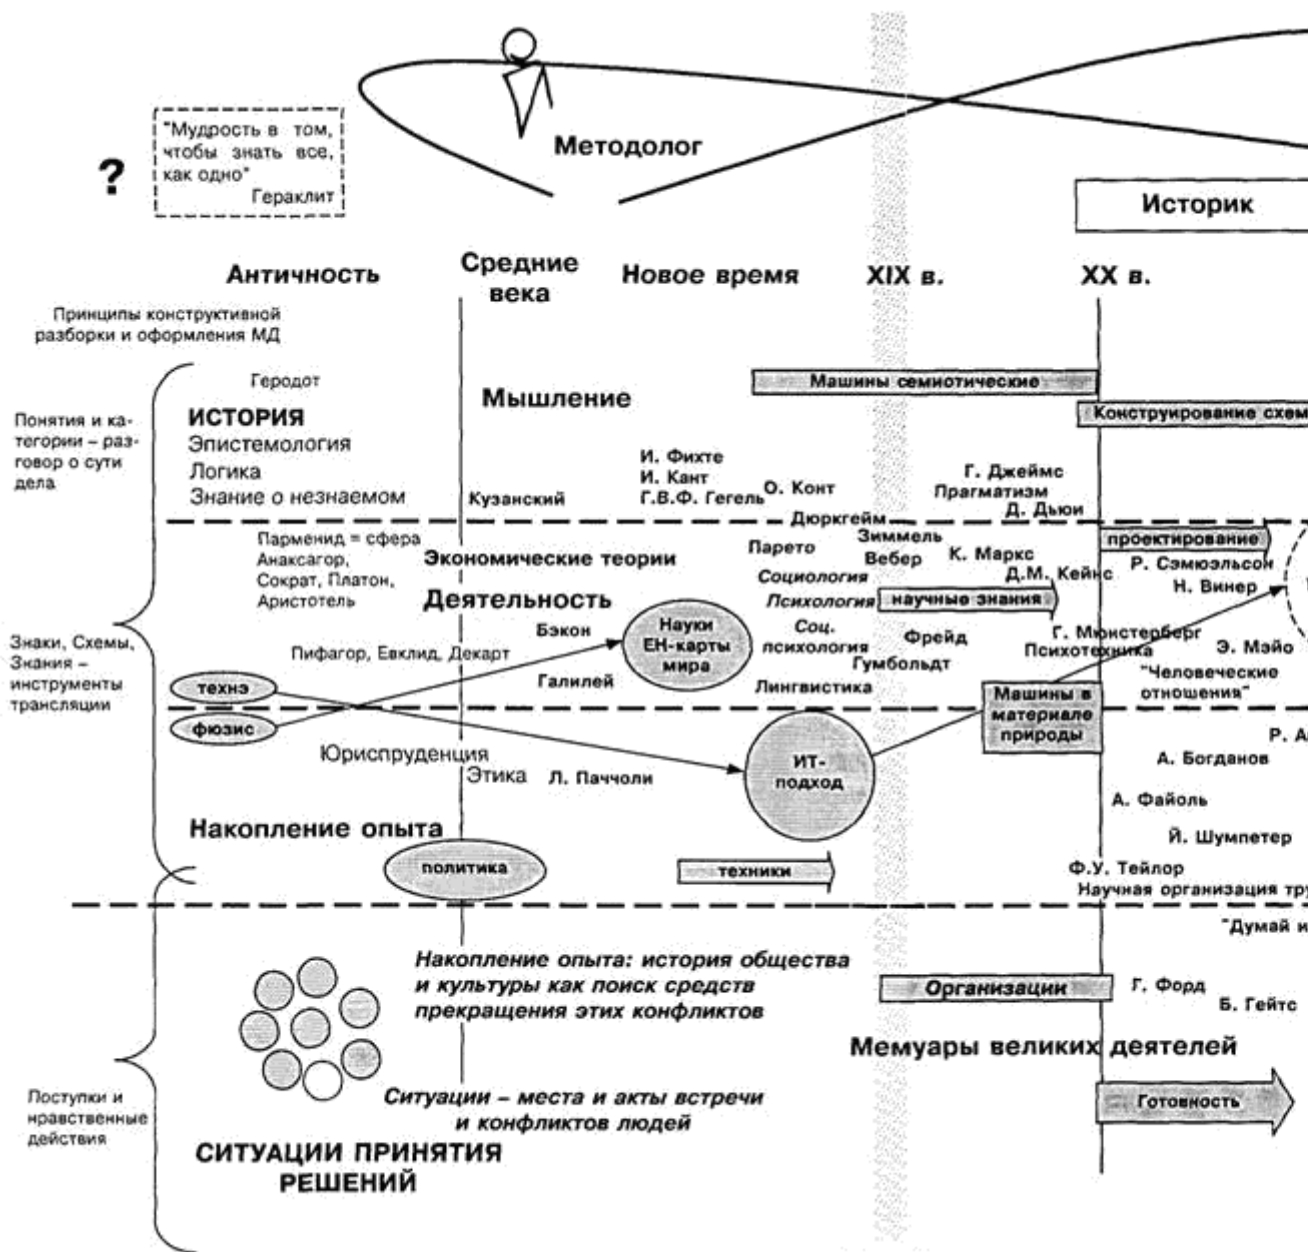 "Мудрость в том,
чтобы знать все,
как одно"
Гераклит
?
Методолог
Историк
Античность
Средние
века
Новое время
XIX в.
XX в.
Принципы конструктивной
разборки и оформления МД
Геродот
ИСТОРИЯ
Эпистемология
Логика
Знание о незнаемом
Мышление
Машины семиотические
Конструирование схем
Понятия и ка-
тегории – раз-
говор о сути
дела
Кузанский
И. Фихте
И. Кант
Г.В.Ф. Гегель
О. Конт
Г. Джеймс
Прагматизм
Д. Дьюи
Дюркгейм
Парменид = сфера
Анаксагор,
Сократ, Платон,
Аристотель
Экономические теории
Деятельность
Парето
Зиммель
Вебер
К. Маркс
Д.М. Кейнс
проектирование
Р. Сэмюэльсон
Н. Винер
Социология
Психология
научные знания
Соц.
психология
Фрейд
Гумбольдт
Лингвистика
Г. Мюнстерберг
Психотехника
Э. Мэйо
"Человеческие
отношения"
Знаки, Схемы,
Знания –
инструменты
трансляции
Пифагор, Евклид, Декарт
Бэкон
Галилей
Науки
ЕН-карты
мира
технэ
фюзис
Машины в
материале
природы
Юриспруденция
Этика
Л. Паччоли
ИТ-
подход
Р. А
А. Богданов
А. Файоль
Й. Шумпетер
Накопление опыта
политика
техники
Ф.У. Тейлор
Научная организация тру
"Думай и
Накопление опыта: история общества
и культуры как поиск средств
прекращения этих конфликтов
Организации
Г. Форд
Б. Гейтс
Мемуары великих деятелей
Поступки и
нравственные
действия
Ситуации – места и акты встречи
и конфликтов людей
Готовность
СИТУАЦИИ ПРИНЯТИЯ
РЕШЕНИЙ